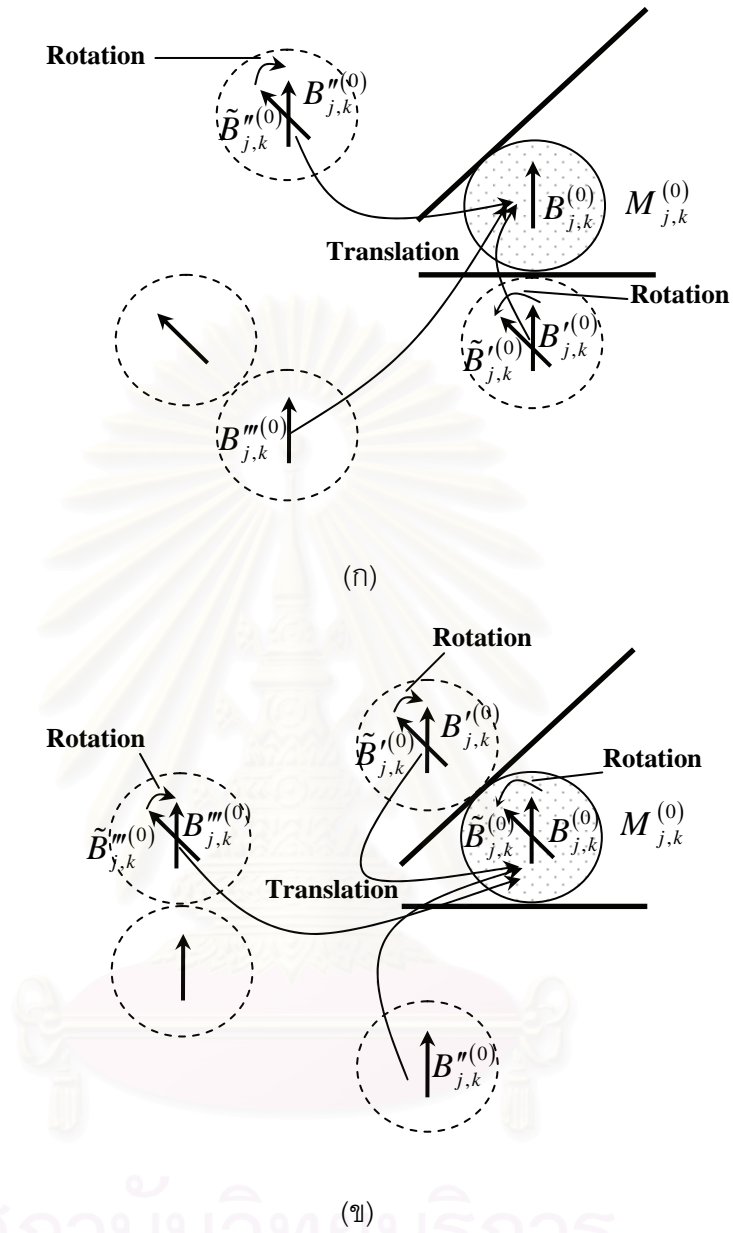 Rotation
B″^(0)_{j,k}
B̃″^(0)_{j,k}
B^(0)_{j,k}
M^(0)_{j,k}
Translation
Rotation
B′^(0)_{j,k}
B̃′^(0)_{j,k}
B‴^(0)_{j,k}
(ก)
Rotation
B′^(0)_{j,k}
B̃′^(0)_{j,k}
Rotation
Rotation
B̃‴^(0)_{j,k}
B‴^(0)_{j,k}
B̃^(0)_{j,k}
B^(0)_{j,k}
M^(0)_{j,k}
Translation
B″^(0)_{j,k}
(ข)